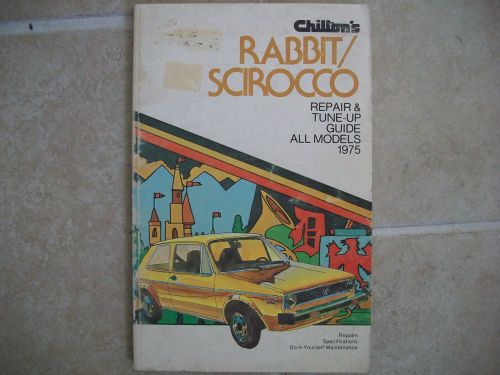 Chilton's
RABBIT/
SCIROCCO
REPAIR &
TUNE-UP
GUIDE
ALL MODELS
1975
D
Repairs
Specifications
Do-It-Yourself Maintenance